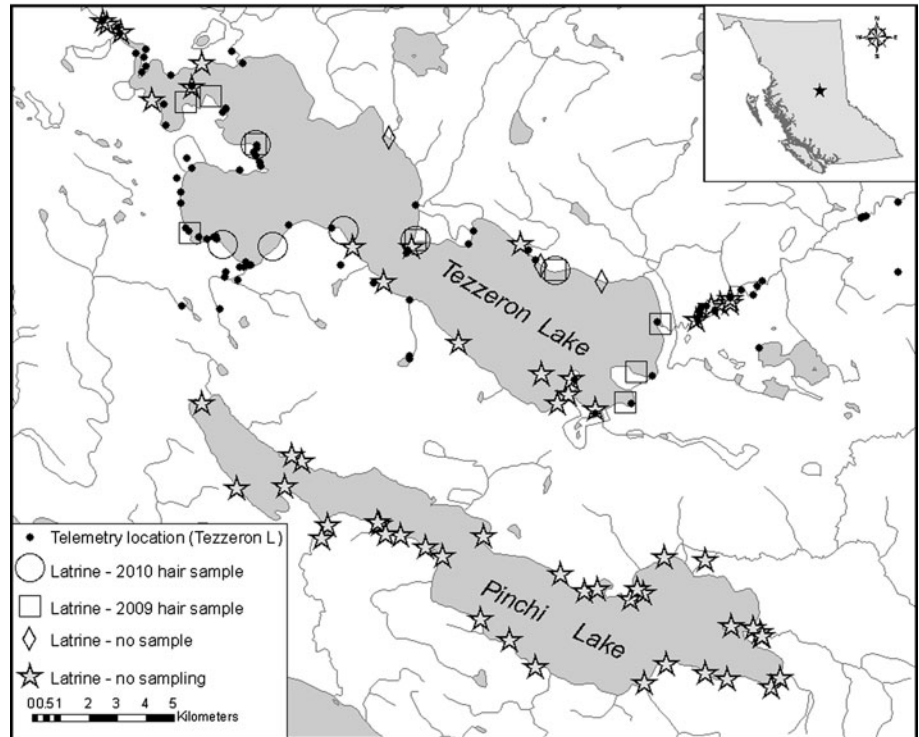 N
W E
S
Tezzeron Lake
Pinchi Lake
Telemetry location (Tezzeron L)
Latrine - 2010 hair sample
Latrine - 2009 hair sample
Latrine - no sample
Latrine - no sampling
00.51 2 3 4 5
Kilometers